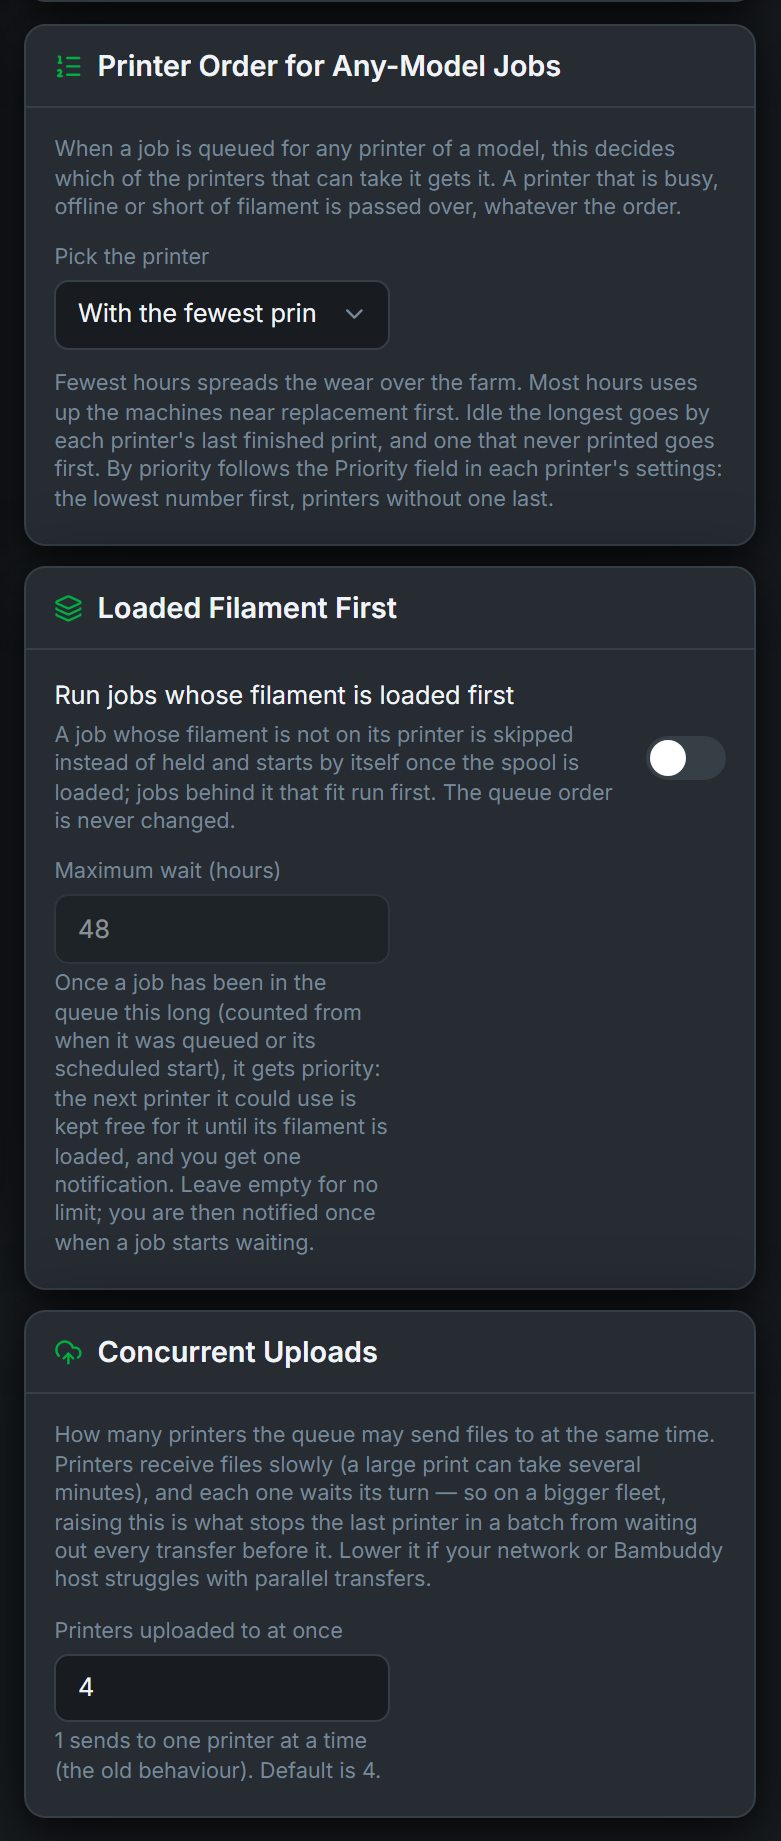 Printer Order for Any-Model Jobs
When a job is queued for any printer of a model, this decides
which of the printers that can take it gets it. A printer that is busy,
offline or short of filament is passed over, whatever the order.
Pick the printer
With the fewest prin
Fewest hours spreads the wear over the farm. Most hours uses
up the machines near replacement first. Idle the longest goes by
each printer's last finished print, and one that never printed goes
first. By priority follows the Priority field in each printer's settings:
the lowest number first, printers without one last.
Loaded Filament First
Run jobs whose filament is loaded first
A job whose filament is not on its printer is skipped
instead of held and starts by itself once the spool is
loaded; jobs behind it that fit run first. The queue order
is never changed.
Maximum wait (hours)
48
Once a job has been in the
queue this long (counted from
when it was queued or its
scheduled start), it gets priority:
the next printer it could use is
kept free for it until its filament is
loaded, and you get one
notification. Leave empty for no
limit; you are then notified once
when a job starts waiting.
Concurrent Uploads
How many printers the queue may send files to at the same time.
Printers receive files slowly (a large print can take several
minutes), and each one waits its turn — so on a bigger fleet,
raising this is what stops the last printer in a batch from waiting
out every transfer before it. Lower it if your network or Bambuddy
host struggles with parallel transfers.
Printers uploaded to at once
4
1 sends to one printer at a time
(the old behaviour). Default is 4.